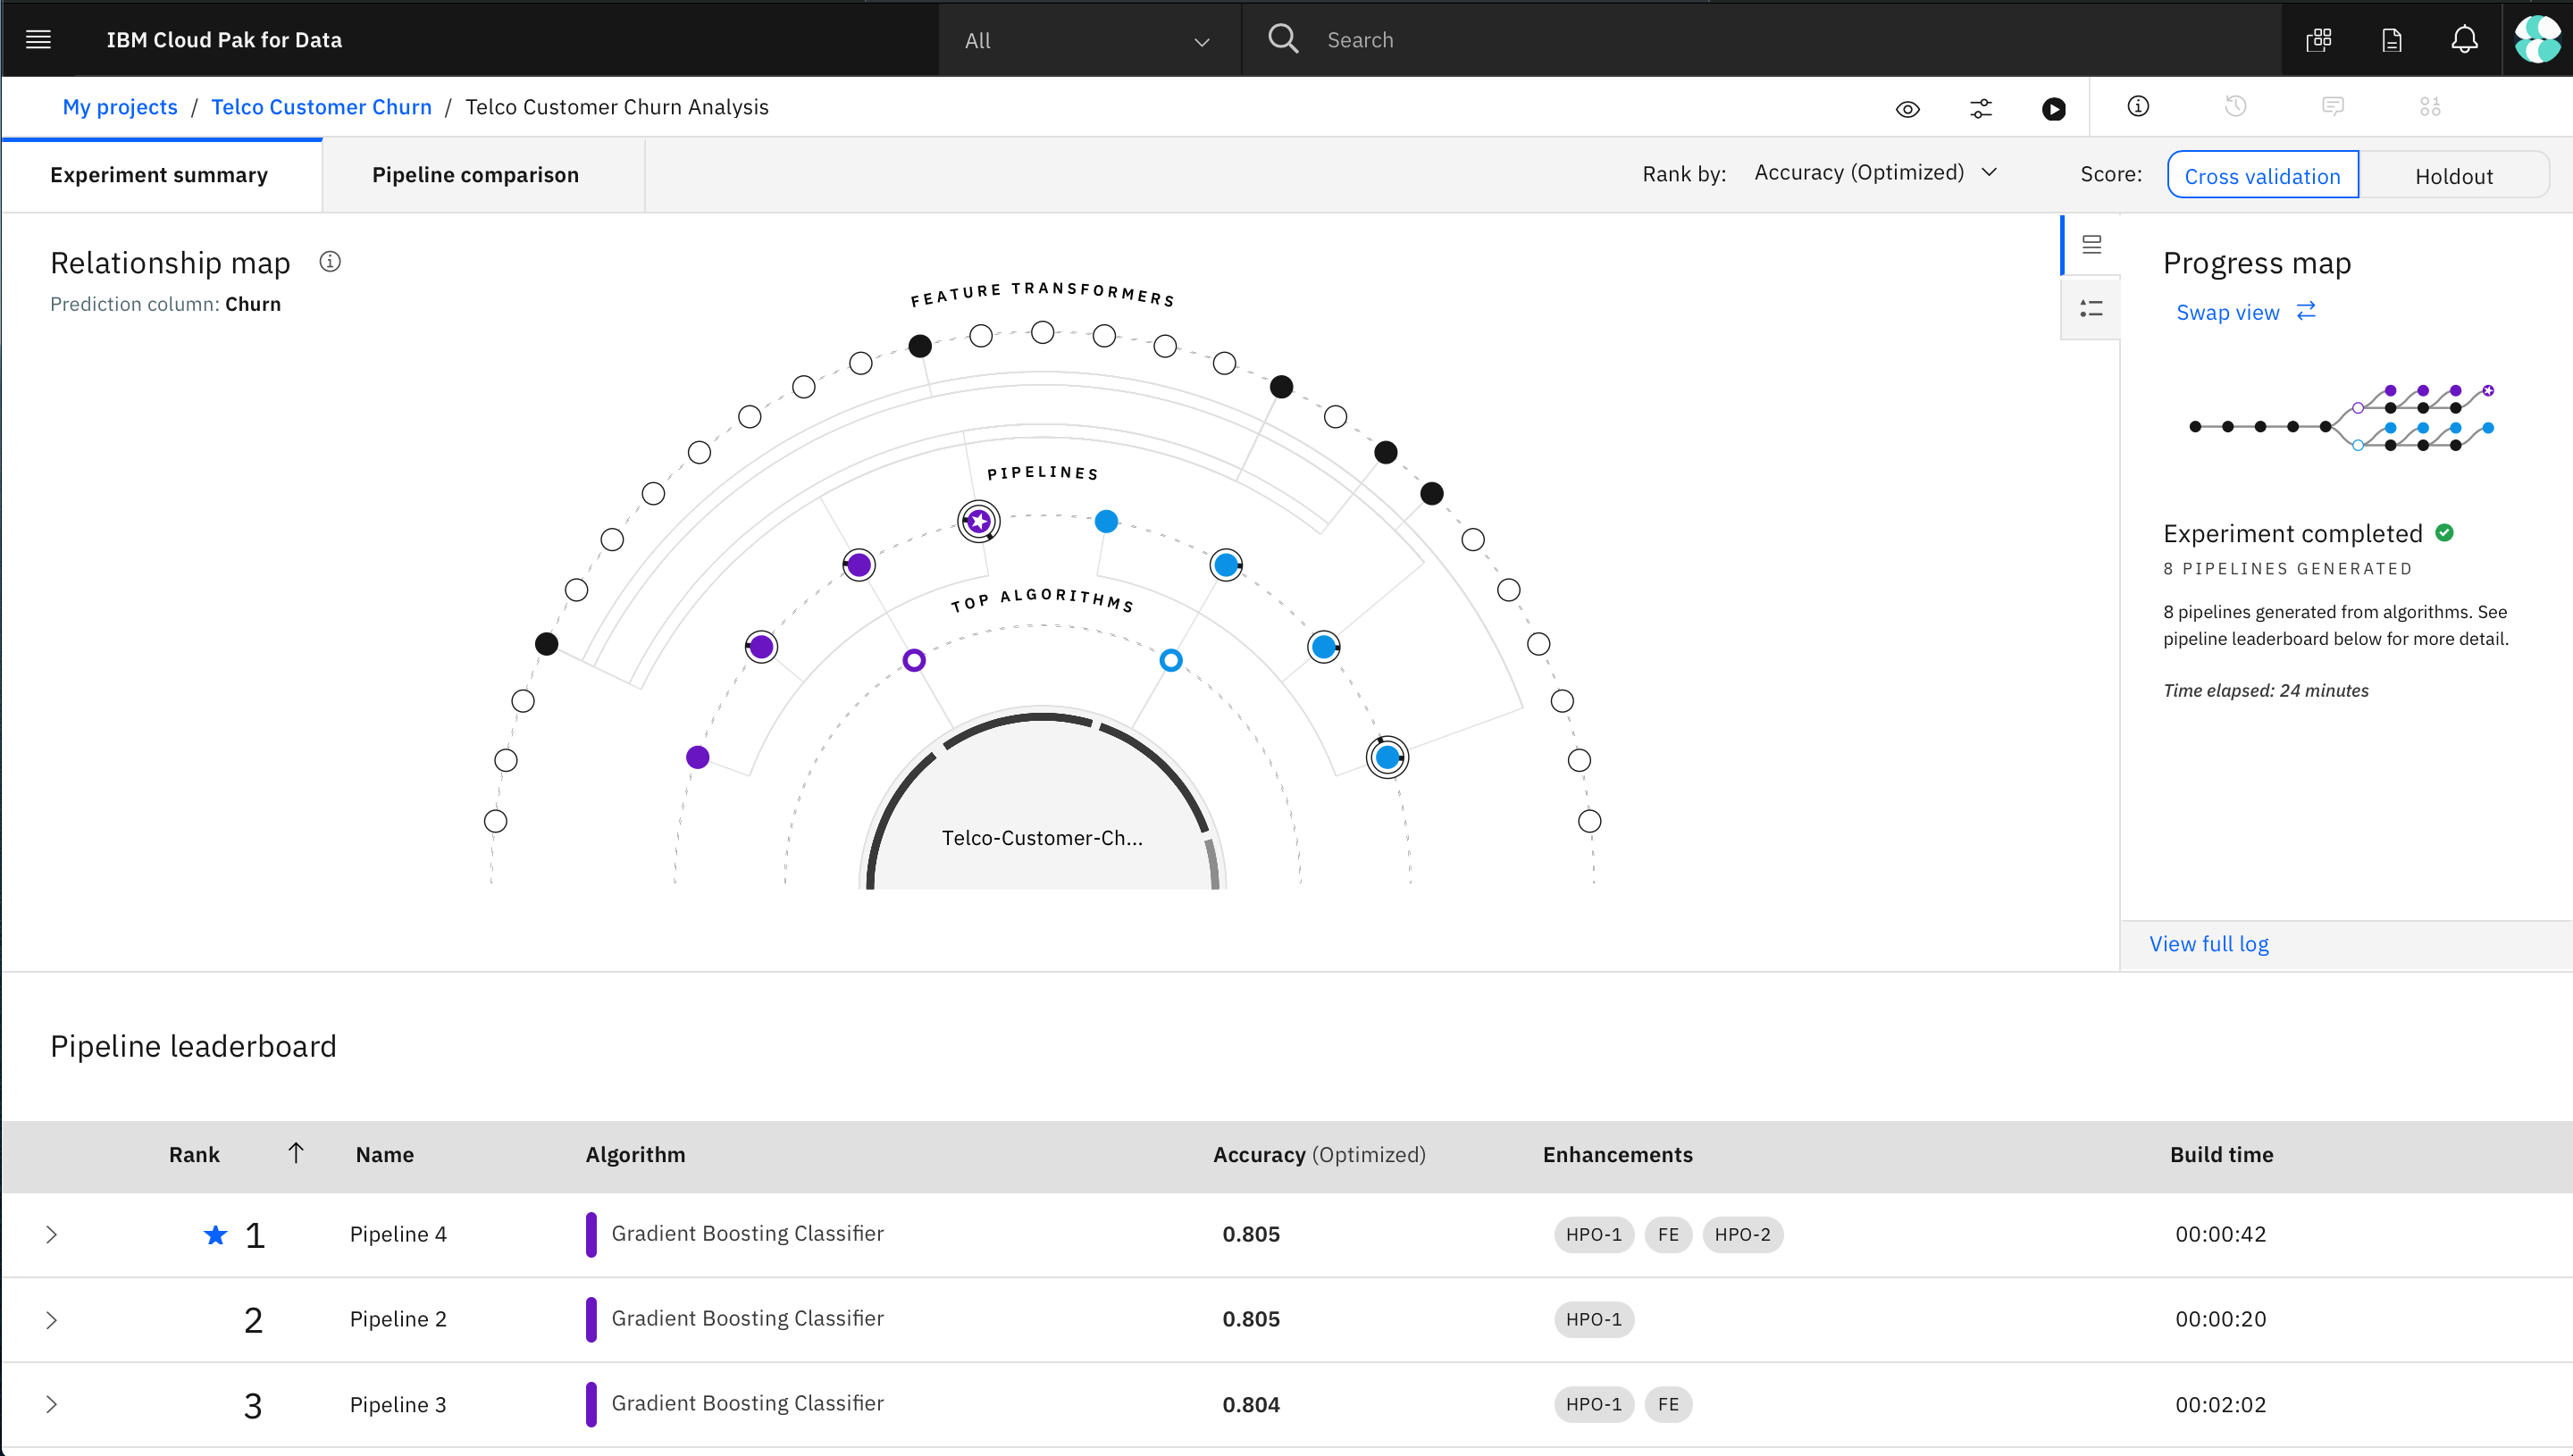 IBM Cloud Pak for Data
All
Search
My projects / Telco Customer Churn / Telco Customer Churn Analysis
Experiment summary
Pipeline comparison
Rank by: Accuracy (Optimized)
Score: Cross validation Holdout
Relationship map
Prediction column: Churn
FEATURE TRANSFORMERS
PIPELINES
TOP ALGORITHMS
Telco-Customer-Ch...
Progress map
Swap view
Experiment completed
8 PIPELINES GENERATED
8 pipelines generated from algorithms. See
pipeline leaderboard below for more detail.
Time elapsed: 24 minutes
View full log
Pipeline leaderboard
Rank Name Algorithm Accuracy (Optimized) Enhancements Build time
1 Pipeline 4 Gradient Boosting Classifier 0.805 HPO-1 FE HPO-2 00:00:42
2 Pipeline 2 Gradient Boosting Classifier 0.805 HPO-1 00:00:20
3 Pipeline 3 Gradient Boosting Classifier 0.804 HPO-1 FE 00:02:02